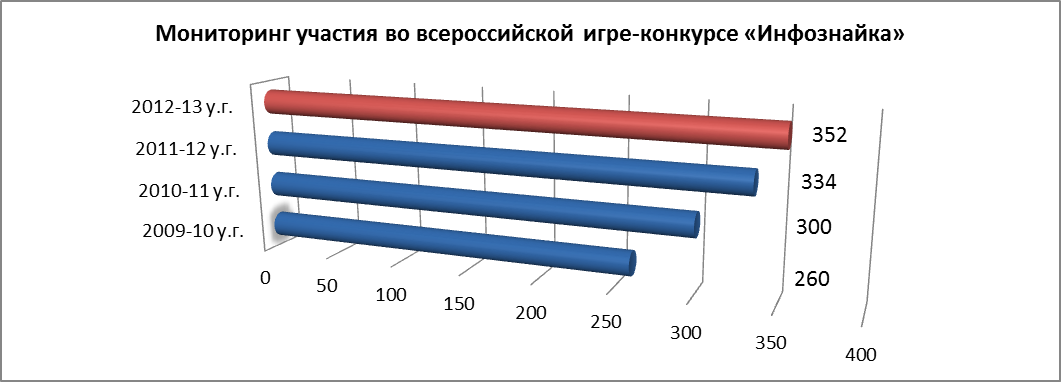 Мониторинг участия во всероссийской игре-конкурсе «Инфознайка»
2012-13 у.г.
352
2011-12 у.г.
334
2010-11 у.г.
300
2009-10 у.г.
260
0
50
100
150
200
250
300
350
400